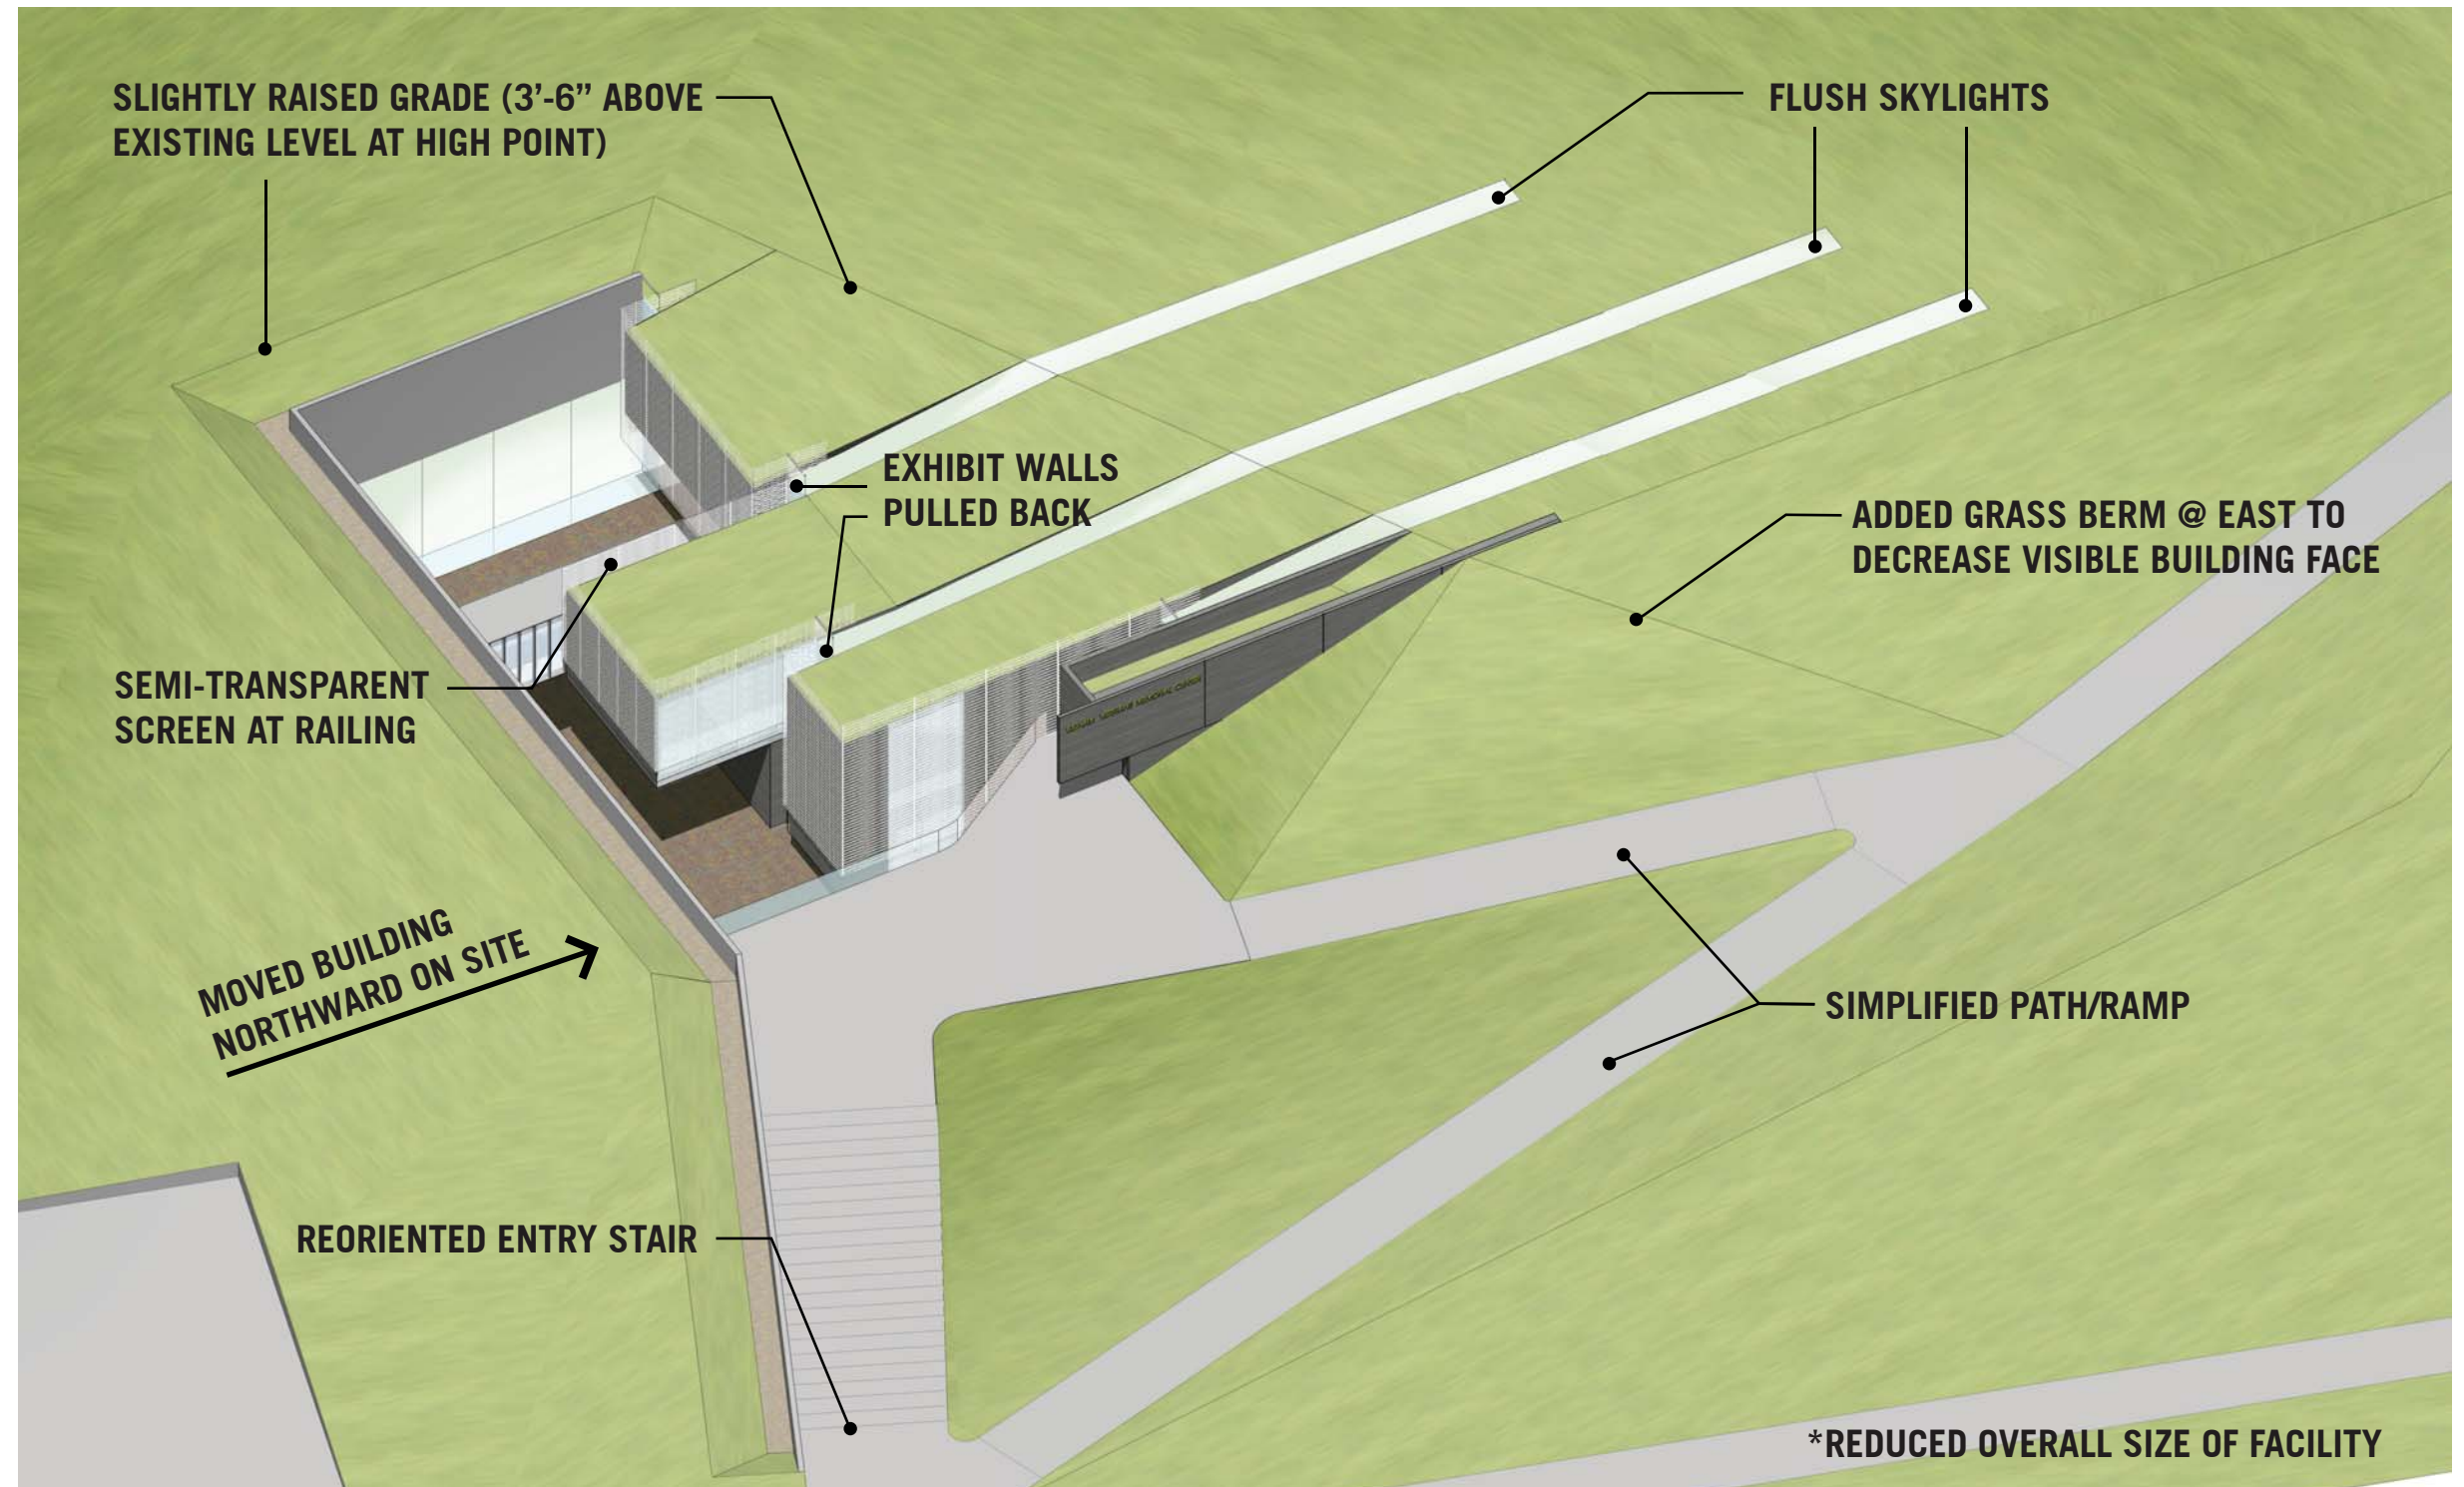 SLIGHTLY RAISED GRADE (3’-6” ABOVE
EXISTING LEVEL AT HIGH POINT)
FLUSH SKYLIGHTS
EXHIBIT WALLS
PULLED BACK
ADDED GRASS BERM @ EAST TO
DECREASE VISIBLE BUILDING FACE
SEMI-TRANSPARENT
SCREEN AT RAILING
MEMORIAL CENTER
MOVED BUILDING
NORTHWARD ON SITE
SIMPLIFIED PATH/RAMP
REORIENTED ENTRY STAIR
*REDUCED OVERALL SIZE OF FACILITY